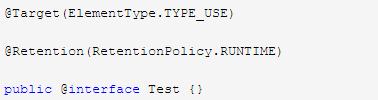 @Target(ElementType.TYPE_USE)
@Retention(RetentionPolicy.RUNTIME)
public @interface Test {}